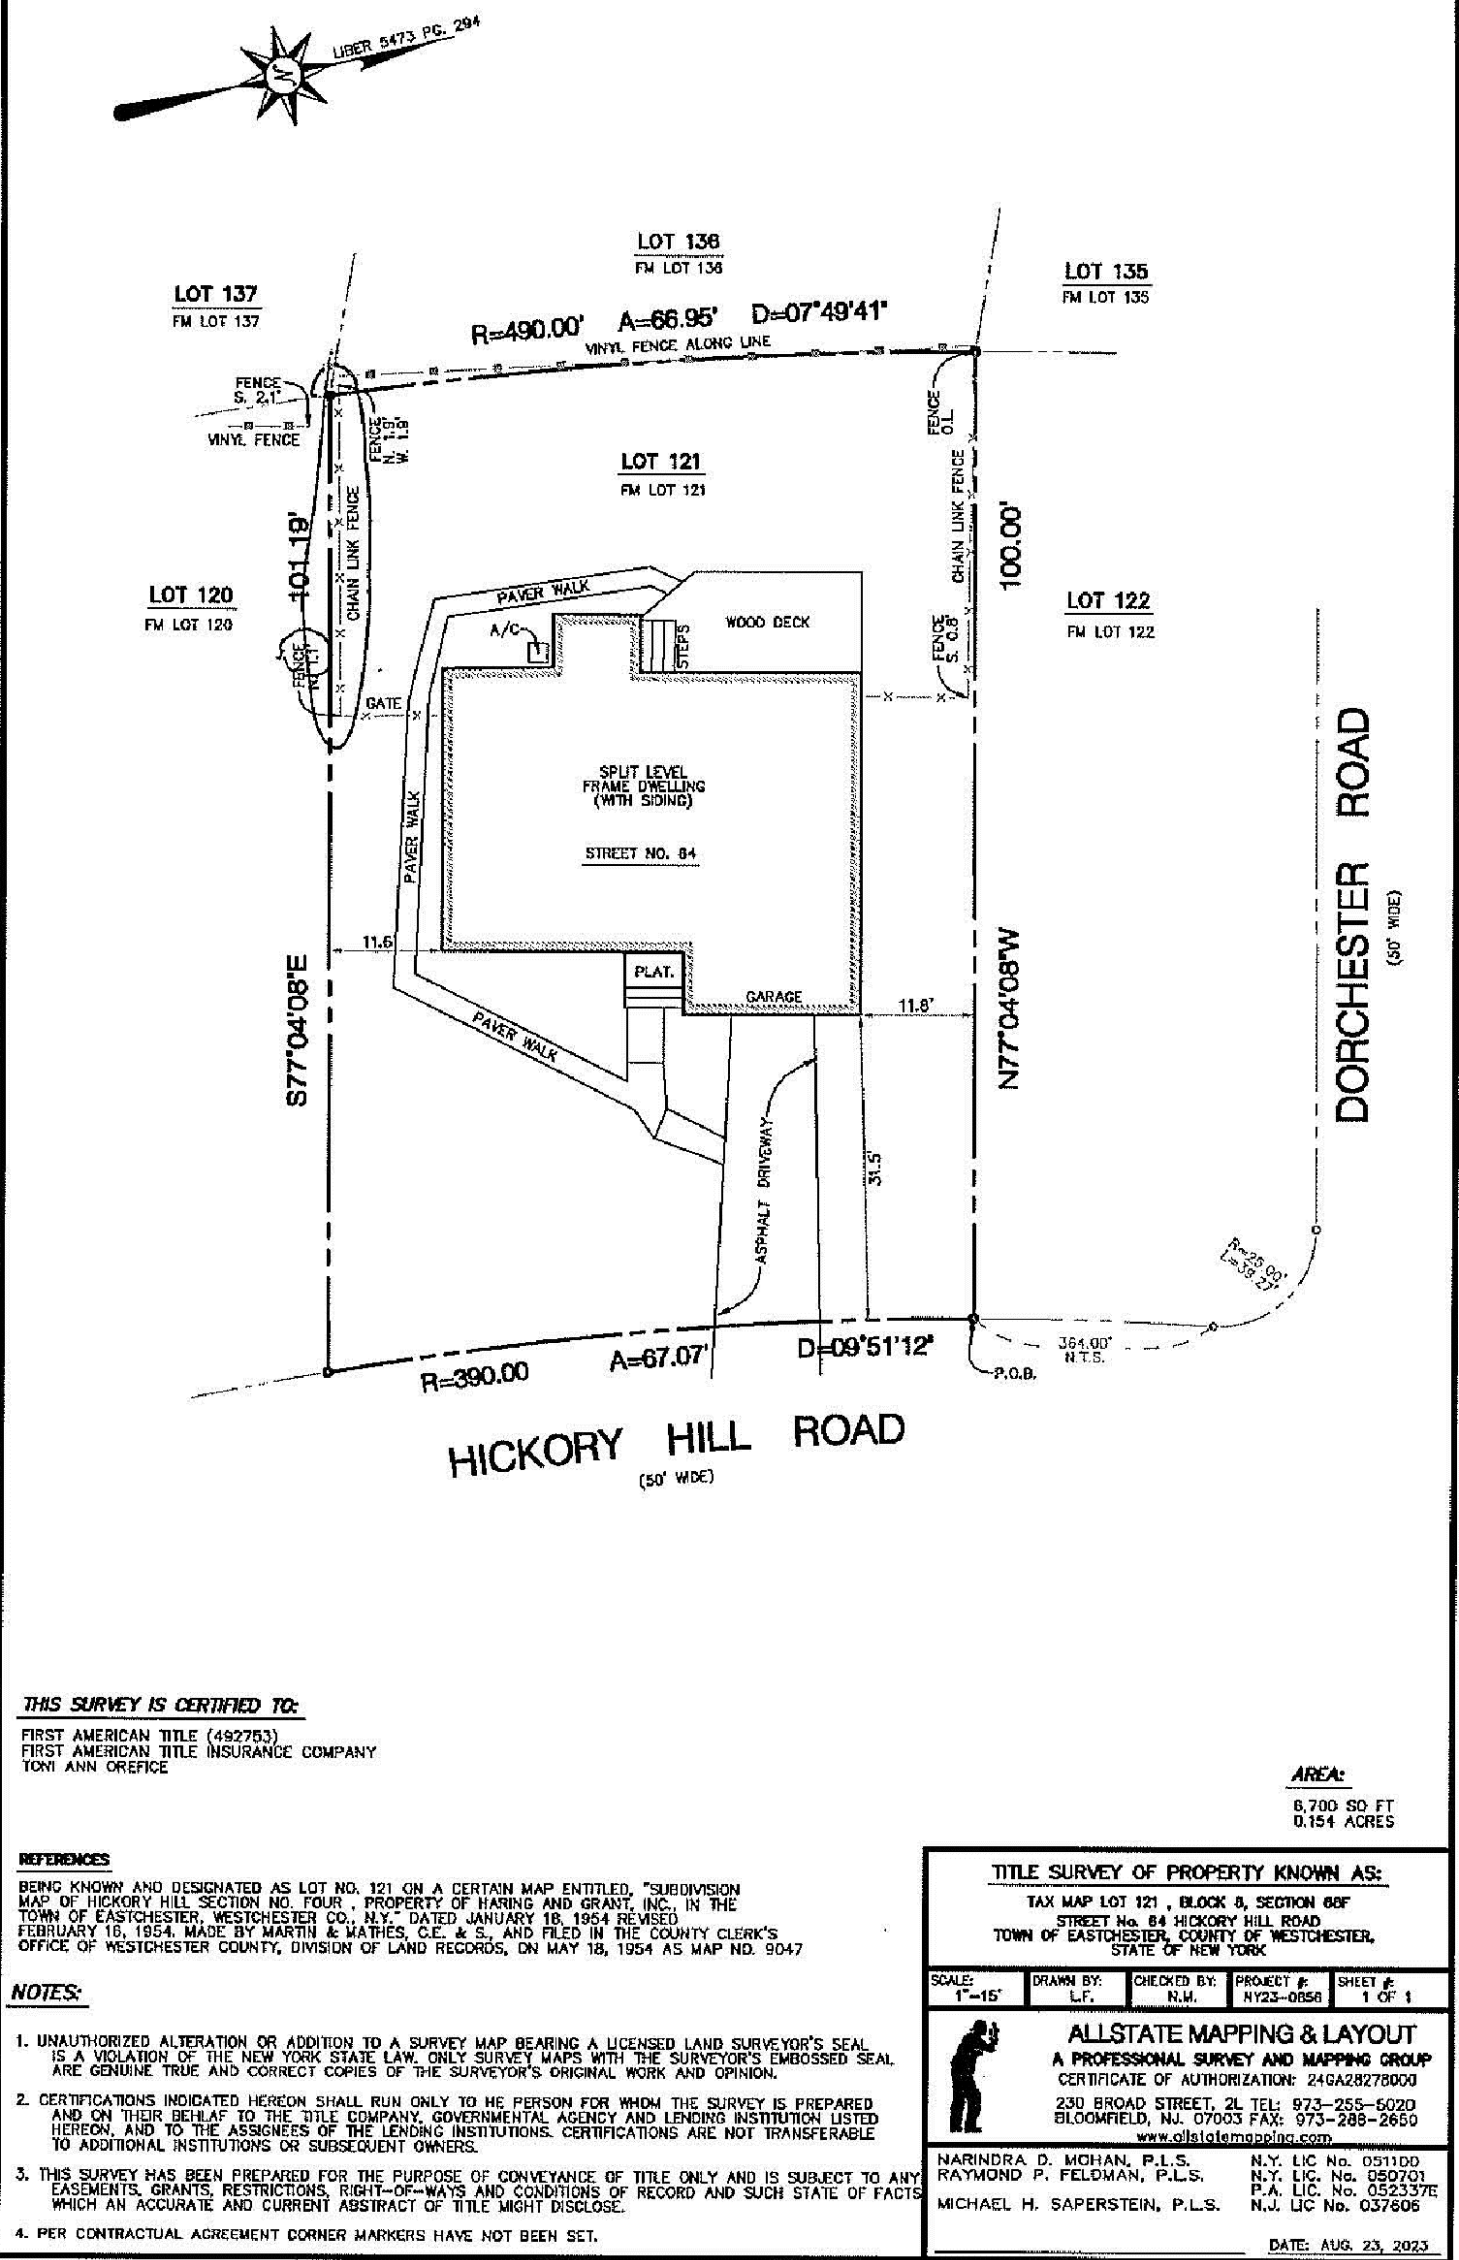 LIBER 5473 PG. 294
LOT 136
FM LOT 136
LOT 137
FM LOT 137
LOT 135
FM LOT 135
R=490.00' A=66.95' D=07°49'41"
VINYL FENCE ALONG LINE
FENCE
S. 2.1'
VINYL FENCE
FENCE
N. 1.9'
W. 1.9'
FENCE
O.L.
LOT 121
FM LOT 121
101.19'
CHAIN LINK FENCE
CHAIN LINK FENCE
100.00'
LOT 120
FM LOT 120
PAVER WALK
A/C
STEPS
WOOD DECK
LOT 122
FM LOT 122
FENCE
N. 1.1'
FENCE
S. 0.8'
GATE
SPLIT LEVEL
FRAME DWELLING
(WITH SIDING)
STREET NO. 64
PAVER WALK
DORCHESTER ROAD
(50' WIDE)
11.6
S77°04'08"E
PLAT.
GARAGE
11.8'
N77°04'08"W
PAVER WALK
ASPHALT DRIVEWAY
31.5'
R=25.00'
L=39.27'
R=390.00 A=67.07' D=09°51'12"
364.00'
N.T.S.
P.O.B.
HICKORY HILL ROAD
(50' WIDE)
THIS SURVEY IS CERTIFIED TO:
FIRST AMERICAN TITLE (492753)
FIRST AMERICAN TITLE INSURANCE COMPANY
TONI ANN OREFICE
AREA:
6,700 SQ FT
0.154 ACRES
REFERENCES
BEING KNOWN AND DESIGNATED AS LOT NO. 121 ON A CERTAIN MAP ENTITLED, "SUBDIVISION
MAP OF HICKORY HILL SECTION NO. FOUR , PROPERTY OF HARING AND GRANT, INC., IN THE
TOWN OF EASTCHESTER, WESTCHESTER CO., N.Y." DATED JANUARY 18, 1954 REVISED
FEBRUARY 16, 1954. MADE BY MARTIN & MATHES, C.E. & S., AND FILED IN THE COUNTY CLERK'S
OFFICE OF WESTCHESTER COUNTY, DIVISION OF LAND RECORDS, ON MAY 18, 1954 AS MAP NO. 9047
NOTES:
1. UNAUTHORIZED ALTERATION OR ADDITION TO A SURVEY MAP BEARING A LICENSED LAND SURVEYOR'S SEAL
IS A VIOLATION OF THE NEW YORK STATE LAW. ONLY SURVEY MAPS WITH THE SURVEYOR'S EMBOSSED SEAL
ARE GENUINE TRUE AND CORRECT COPIES OF THE SURVEYOR'S ORIGINAL WORK AND OPINION.
2. CERTIFICATIONS INDICATED HEREON SHALL RUN ONLY TO HE PERSON FOR WHOM THE SURVEY IS PREPARED
AND ON THEIR BEHLAF TO THE TITLE COMPANY, GOVERNMENTAL AGENCY AND LENDING INSTITUTION LISTED
HEREON, AND TO THE ASSIGNEES OF THE LENDING INSTITUTIONS. CERTIFICATIONS ARE NOT TRANSFERABLE
TO ADDITIONAL INSTITUTIONS OR SUBSEQUENT OWNERS.
3. THIS SURVEY HAS BEEN PREPARED FOR THE PURPOSE OF CONVEYANCE OF TITLE ONLY AND IS SUBJECT TO ANY
EASEMENTS, GRANTS, RESTRICTIONS, RIGHT-OF-WAYS AND CONDITIONS OF RECORD AND SUCH STATE OF FACTS
WHICH AN ACCURATE AND CURRENT ABSTRACT OF TITLE MIGHT DISCLOSE.
4. PER CONTRACTUAL AGREEMENT CORNER MARKERS HAVE NOT BEEN SET.
TITLE SURVEY OF PROPERTY KNOWN AS:
TAX MAP LOT 121 , BLOCK 8, SECTION 68F
STREET No. 64 HICKORY HILL ROAD
TOWN OF EASTCHESTER, COUNTY OF WESTCHESTER,
STATE OF NEW YORK
SCALE: 1"-15'
DRAWN BY: L.F.
CHECKED BY: N.M.
PROJECT #: NY23-0856
SHEET #: 1 OF 1
ALLSTATE MAPPING & LAYOUT
A PROFESSIONAL SURVEY AND MAPPING GROUP
CERTIFICATE OF AUTHORIZATION: 24GA28278000
230 BROAD STREET, 2L TEL: 973-255-5020
BLOOMFIELD, NJ. 07003 FAX: 973-288-2650
www.allstatemapping.com
NARINDRA D. MOHAN, P.L.S. N.Y. LIC No. 051100
RAYMOND P. FELDMAN, P.L.S. N.Y. LIC. No. 050701
P.A. LIC. No. 052337E
MICHAEL H. SAPERSTEIN, P.L.S. N.J. LIC No. 037606
DATE: AUG. 23, 2023